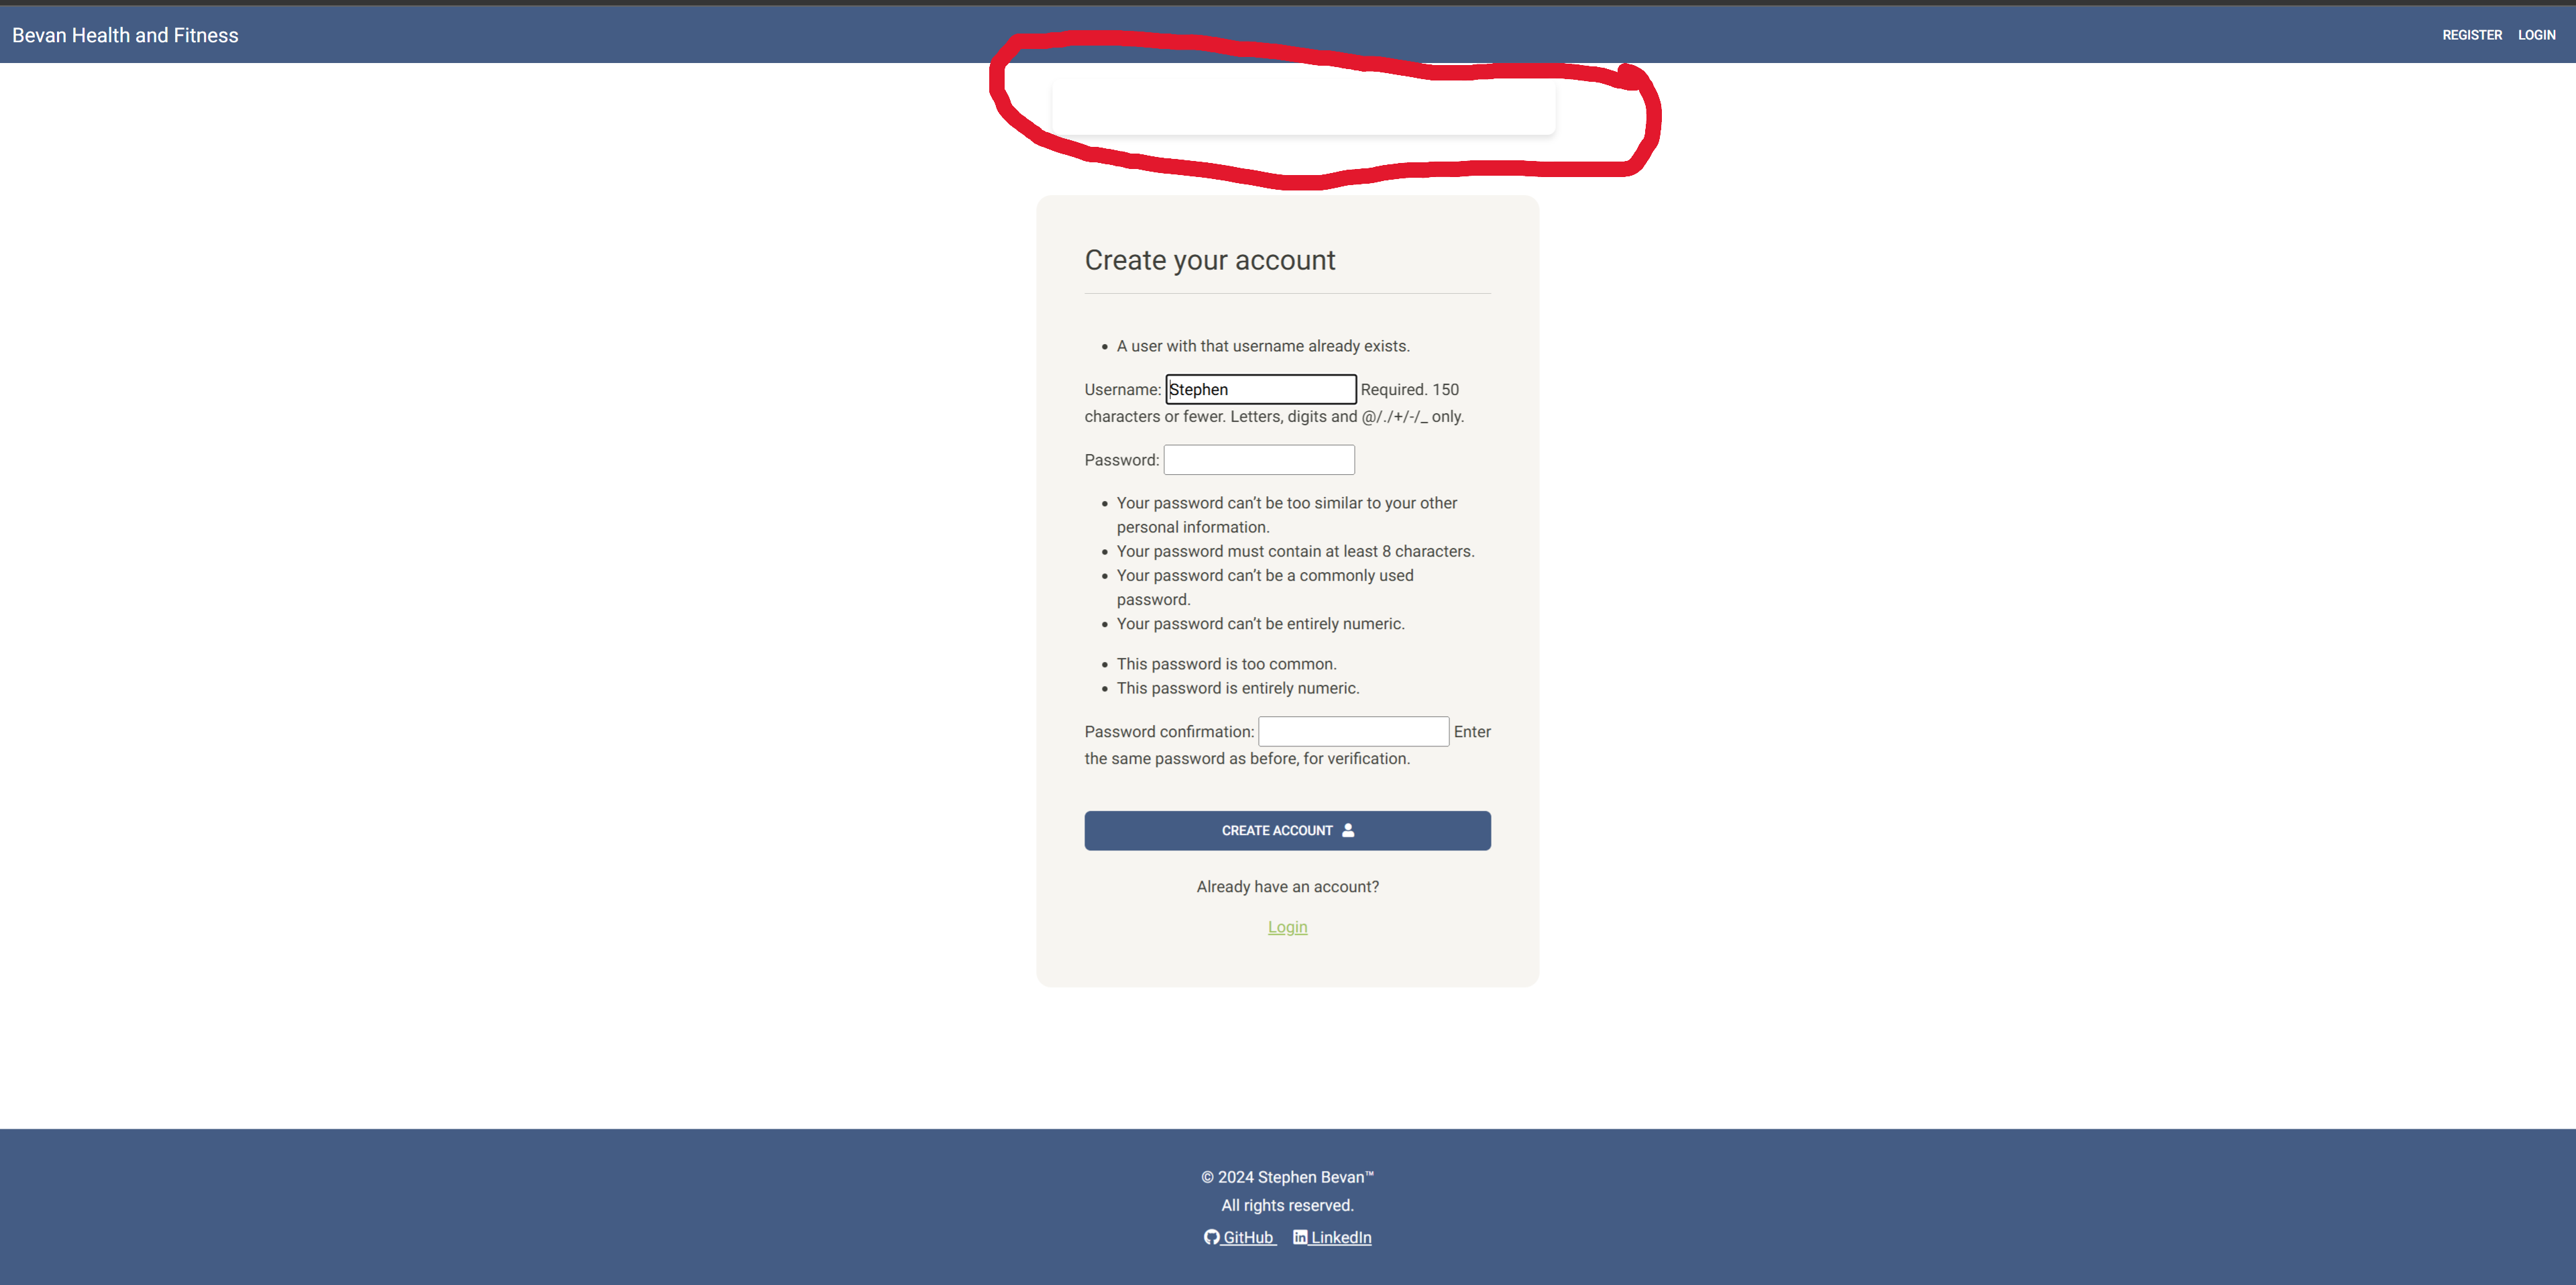 Bevan Health and Fitness
REGISTER LOGIN
Create your account
A user with that username already exists.
Username: Stephen Required. 150
characters or fewer. Letters, digits and @/./+/-/_ only.
Password:
Your password can’t be too similar to your other
personal information.
Your password must contain at least 8 characters.
Your password can’t be a commonly used
password.
Your password can’t be entirely numeric.
This password is too common.
This password is entirely numeric.
Password confirmation: Enter
the same password as before, for verification.
CREATE ACCOUNT
Already have an account?
Login
© 2024 Stephen Bevan™
All rights reserved.
GitHub LinkedIn